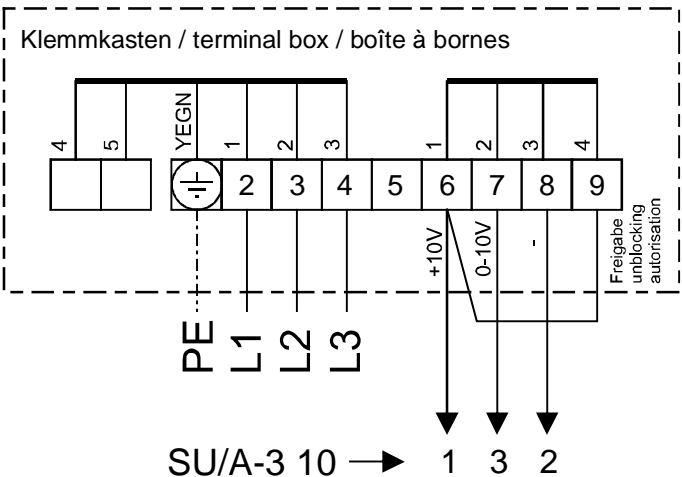 Klemmkasten / terminal box / boîte à bornes
4 5 YEGN 1 2 3 1 2 3 4
2 3 4 5 6 7 8 9
+10V 0-10V - Freigabe
unblocking
autorisation
PE L1 L2 L3
SU/A-3 10 1 3 2